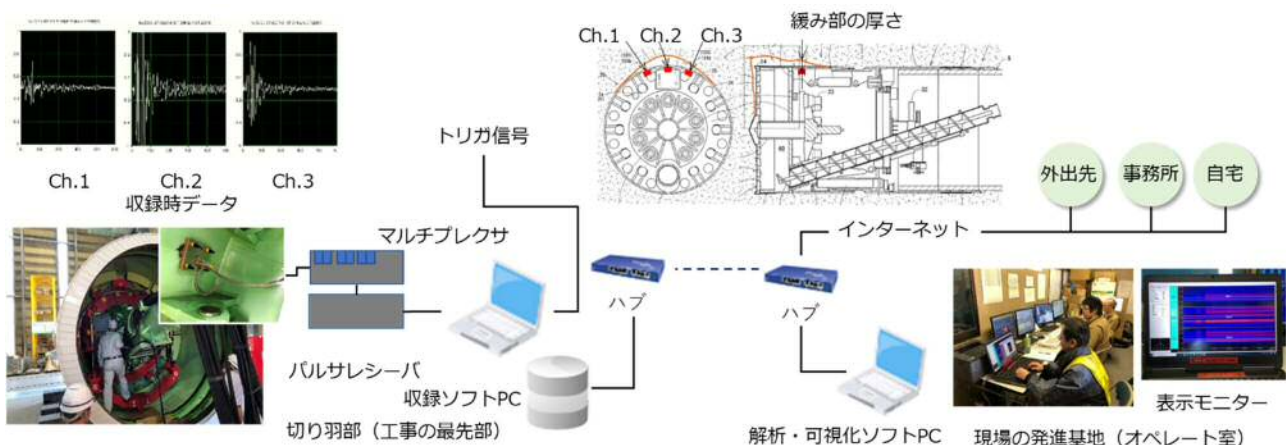 緩み部の厚さ
Ch.1
Ch.2
Ch.3
Ch.1
Ch.2
Ch.3
収録時データ
トリガ信号
外出先
事務所
自宅
マルチプレクサ
インターネット
ハブ
ハブ
パルサレシーバ
収録ソフトPC
切り羽部（工事の最先部）
解析・可視化ソフトPC
表示モニター
現場の発進基地（オペレート室）